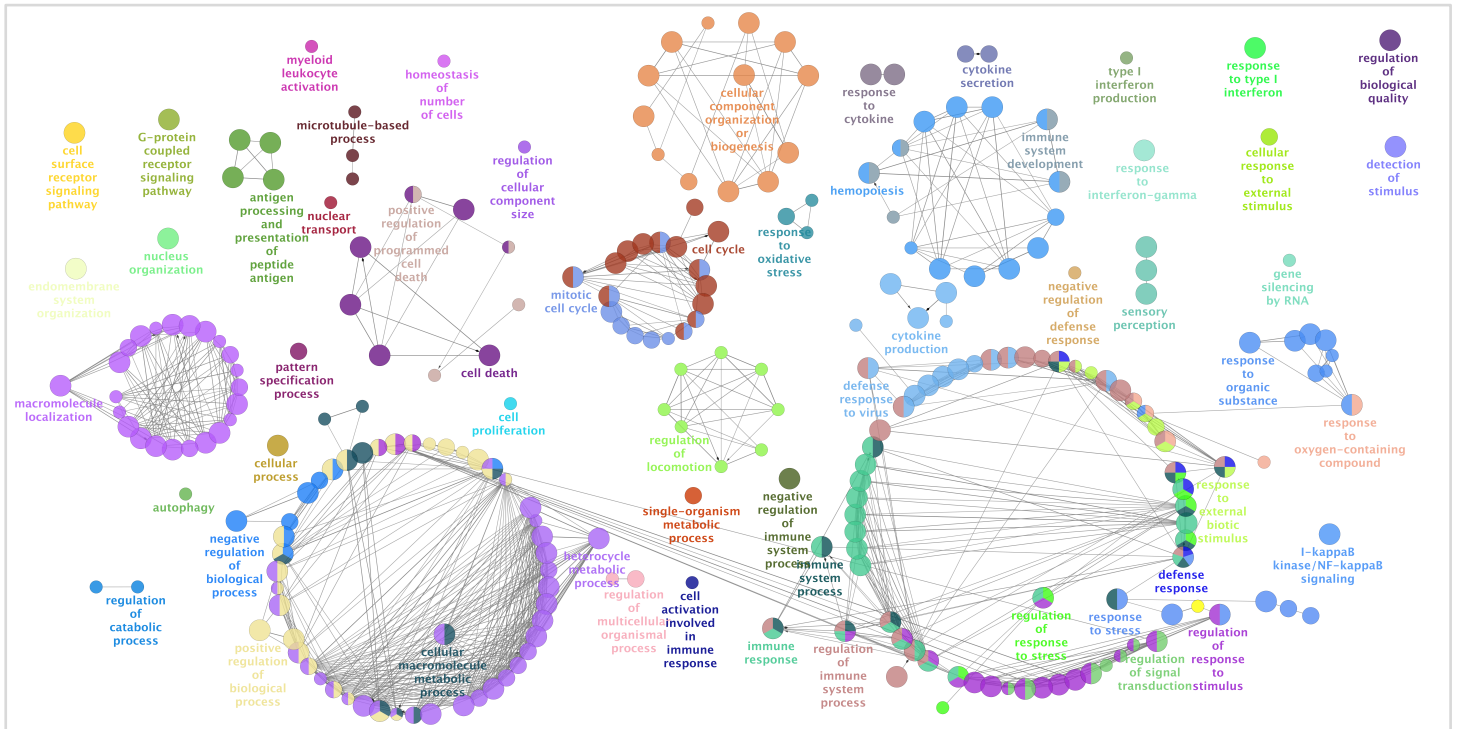 myeloid
leukocyte
activation
homeostasis
of
number
of cells
cellular
component
organization
or
biogenesis
response
to
cytokine
cytokine
secretion
type I
interferon
production
response
to type I
interferon
regulation
of
biological
quality
cell
surface
receptor
signaling
pathway
G-protein
coupled
receptor
signaling
pathway
microtubule-based
process
antigen
processing
and
presentation
of
peptide
antigen
nuclear
transport
positive
regulation
of
programmed
cell
death
regulation
of
cellular
component
size
immune
system
development
hemopoiesis
response
to
interferon-gamma
cellular
response
to
external
stimulus
detection
of
stimulus
nucleus
organization
endomembrane
system
organization
cell cycle
mitotic
cell cycle
response
to
oxidative
stress
cytokine
production
negative
regulation
of
defense
response
sensory
perception
gene
silencing
by RNA
macromolecule
localization
pattern
specification
process
cell death
cell
proliferation
regulation
of
locomotion
defense
response
to virus
response
to
organic
substance
response
to
oxygen-containing
compound
cellular
process
autophagy
negative
regulation
of
biological
process
single-organism
metabolic
process
negative
regulation
of
immune
system
process
immune
system
process
response
to
external
biotic
stimulus
I-kappaB
kinase/NF-kappaB
signaling
regulation
of
catabolic
process
heterocycle
metabolic
process
regulation
of
multicellular
organismal
process
cell
activation
involved
in
immune
response
defense
response
response
to stress
regulation
of
response
to stress
regulation
of
response
to
stimulus
positive
regulation
of
biological
process
cellular
macromolecule
metabolic
process
immune
response
regulation
of
immune
system
process
regulation
of signal
transduction